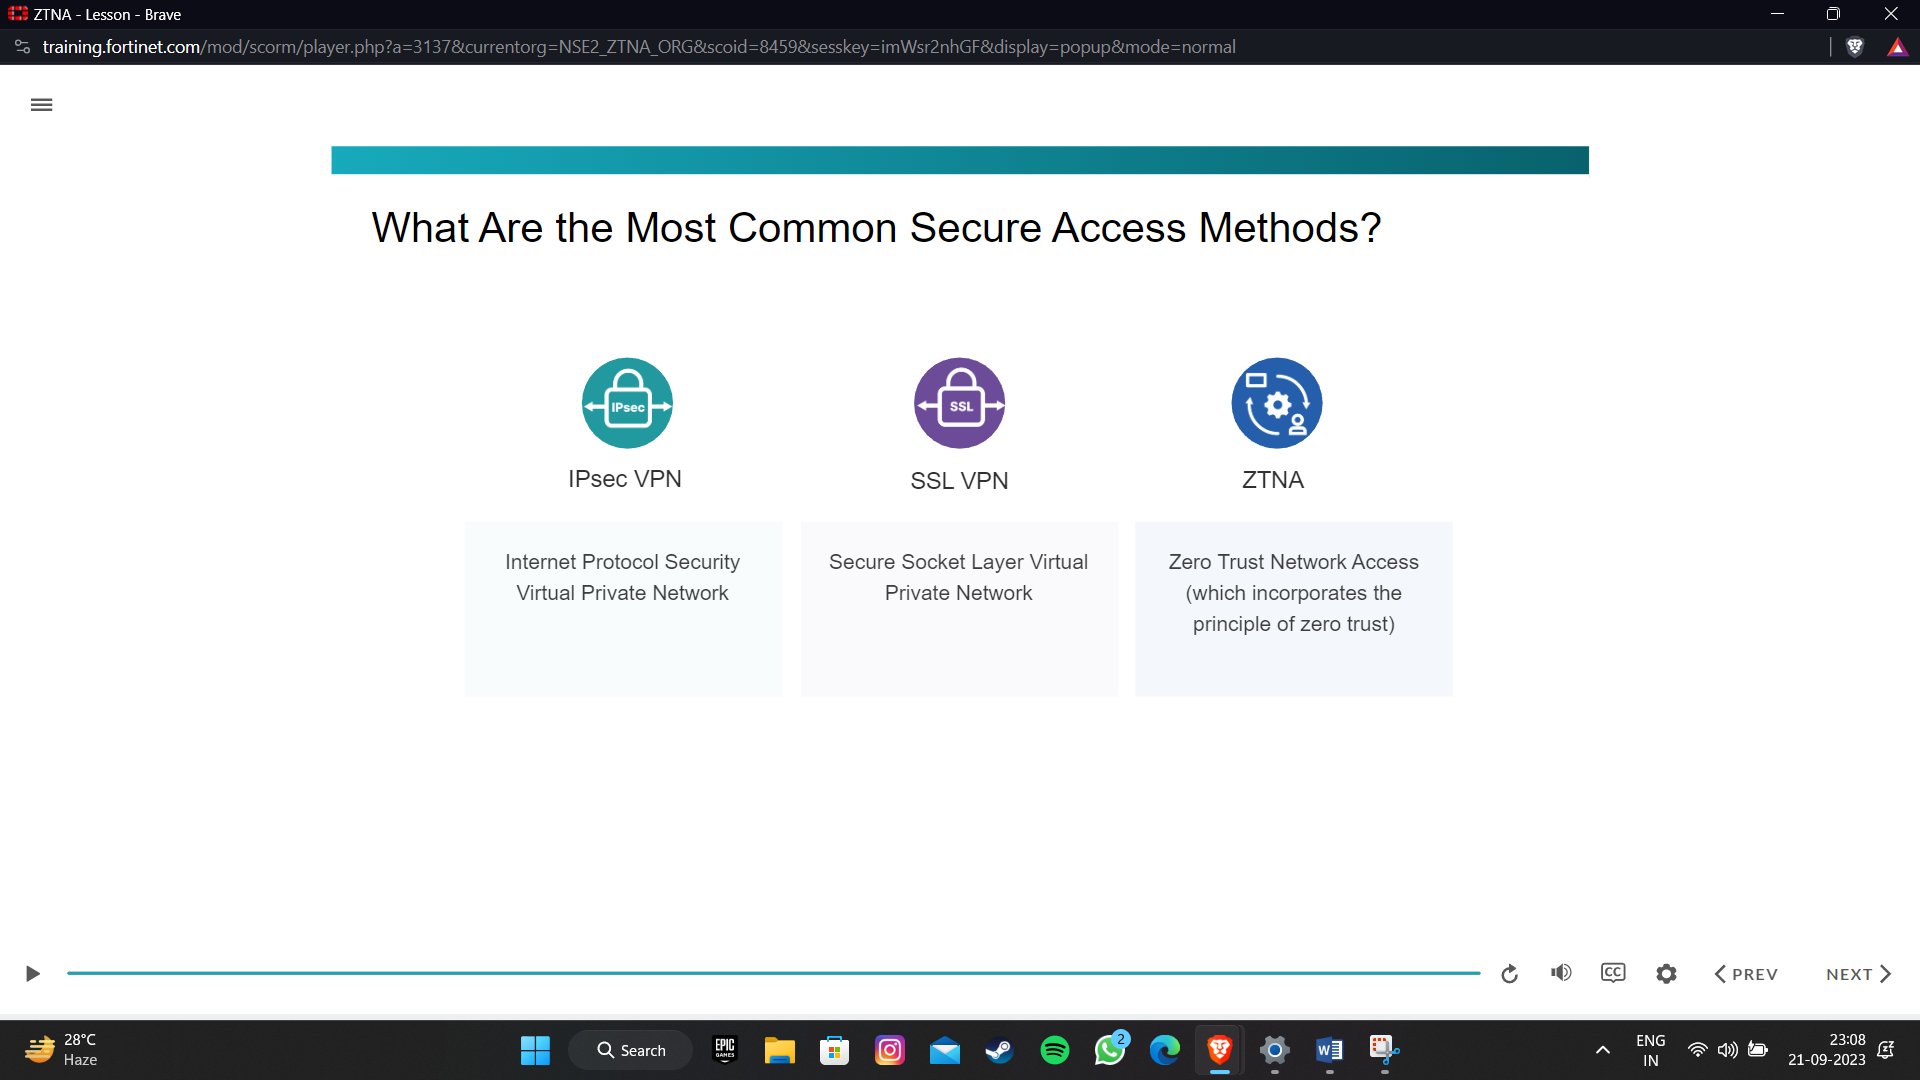 ZTNA - Lesson - Brave
training.fortinet.com/mod/scorm/player.php?a=3137&currentorg=NSE2_ZTNA_ORG&scoid=8459&sesskey=imWsr2nhGF&display=popup&mode=normal
What Are the Most Common Secure Access Methods?
IPsec
SSL
IPsec VPN
SSL VPN
ZTNA
Internet Protocol Security
Virtual Private Network
Secure Socket Layer Virtual
Private Network
Zero Trust Network Access
(which incorporates the
principle of zero trust)
CC
PREV
NEXT
28°C
Haze
Search
EPIC
GAMES
2
W
ENG
IN
23:08
21-09-2023